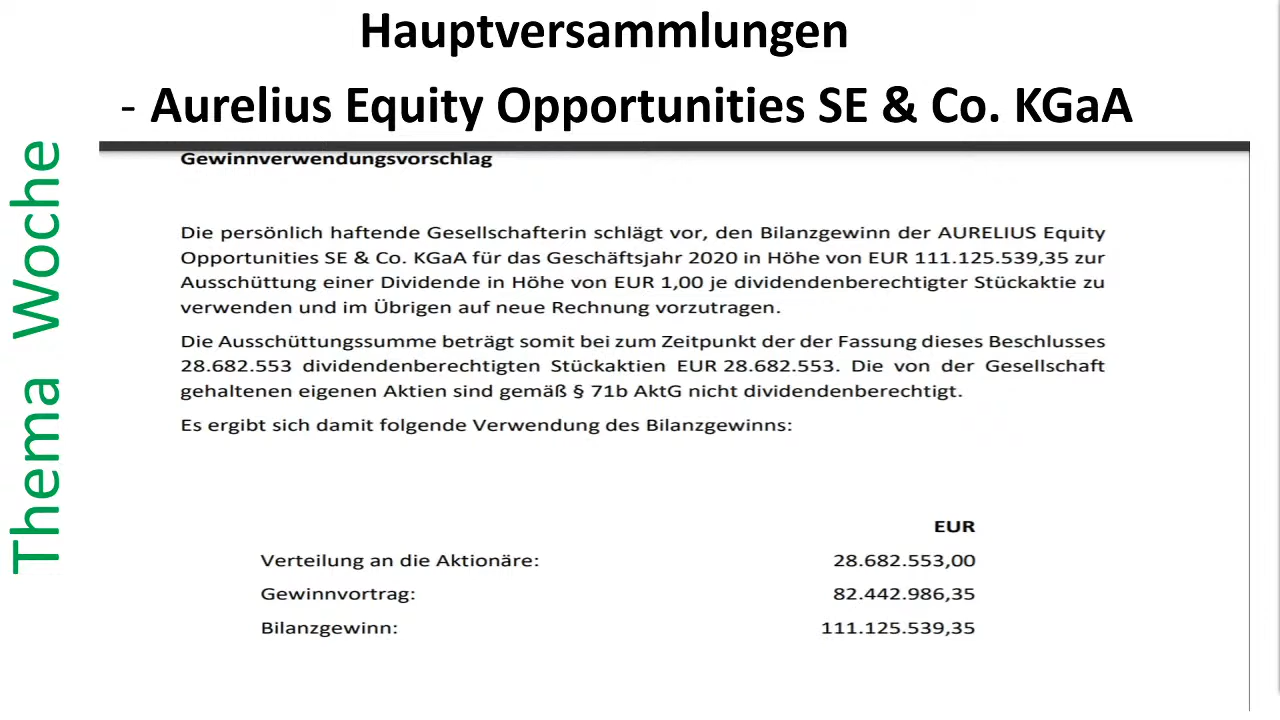 Hauptversammlungen
- Aurelius Equity Opportunities SE & Co. KGaA
Thema Woche
Gewinnverwendungsvorschlag
Die persönlich haftende Gesellschafterin schlägt vor, den Bilanzgewinn der AURELIUS Equity
Opportunities SE & Co. KGaA für das Geschäftsjahr 2020 in Höhe von EUR 111.125.539,35 zur
Ausschüttung einer Dividende in Höhe von EUR 1,00 je dividendenberechtigter Stückaktie zu
verwenden und im Übrigen auf neue Rechnung vorzutragen.
Die Ausschüttungssumme beträgt somit bei zum Zeitpunkt der der Fassung dieses Beschlusses
28.682.553 dividendenberechtigten Stückaktien EUR 28.682.553. Die von der Gesellschaft
gehaltenen eigenen Aktien sind gemäß § 71b AktG nicht dividendenberechtigt.
Es ergibt sich damit folgende Verwendung des Bilanzgewinns:
EUR
Verteilung an die Aktionäre: 28.682.553,00
Gewinnvortrag: 82.442.986,35
Bilanzgewinn: 111.125.539,35